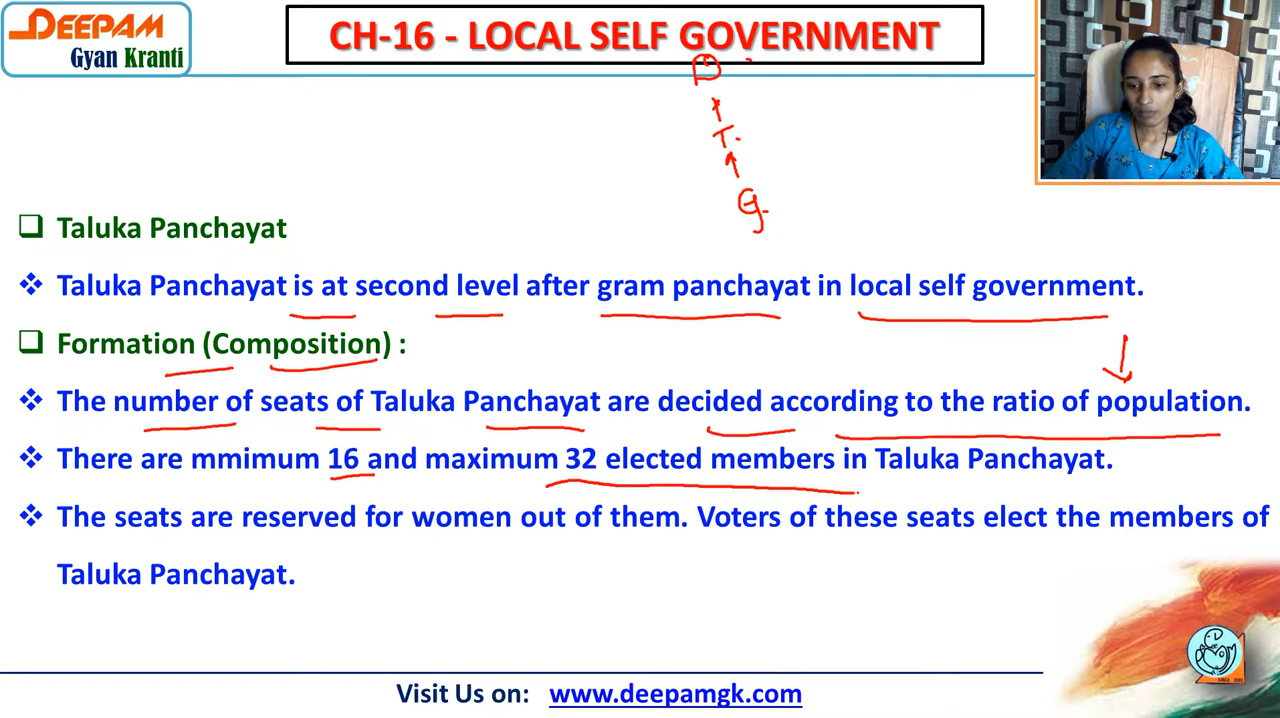 DEEPAM
Gyan Kranti
CH-16 - LOCAL SELF GOVERNMENT
D
T.
G.
❑ Taluka Panchayat
❖ Taluka Panchayat is at second level after gram panchayat in local self government.
❑ Formation (Composition) :
❖ The number of seats of Taluka Panchayat are decided according to the ratio of population.
❖ There are mmimum 16 and maximum 32 elected members in Taluka Panchayat.
❖ The seats are reserved for women out of them. Voters of these seats elect the members of
Taluka Panchayat.
SINCE 2001
Visit Us on: www.deepamgk.com